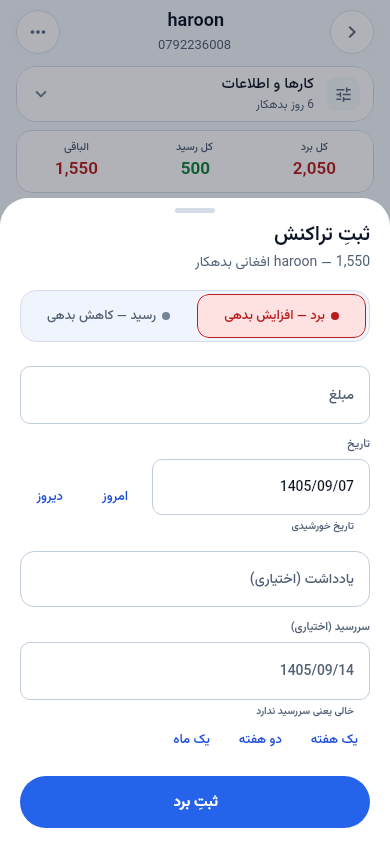 haroon
0792236008
کارها و اطلاعات
6 روز بدهکار
کل برد
کل رسید
الباقی
2,050
500
1,550
ثبتِ تراکنش
haroon — 1,550 افغانی بدهکار
برد — افزایش بدهی
رسید — کاهش بدهی
مبلغ
تاریخ
1405/09/07
امروز
دیروز
تاریخ خورشیدی
یادداشت (اختیاری)
سررسید (اختیاری)
1405/09/14
خالی یعنی سررسید ندارد
یک هفته
دو هفته
یک ماه
ثبتِ برد